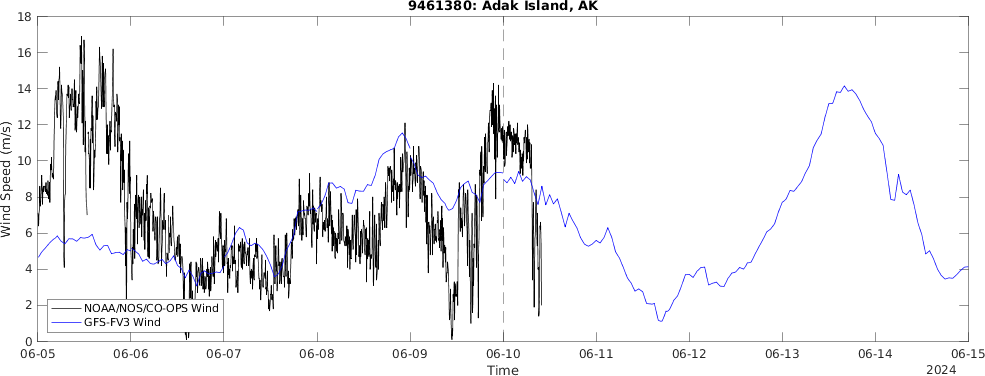 9461380: Adak Island, AK
Wind Speed (m/s)
18
16
14
12
10
8
6
4
2
0
NOAA/NOS/CO-OPS Wind
GFS-FV3 Wind
06-05 06-06 06-07 06-08 06-09 06-10 06-11 06-12 06-13 06-14 06-15
Time
2024